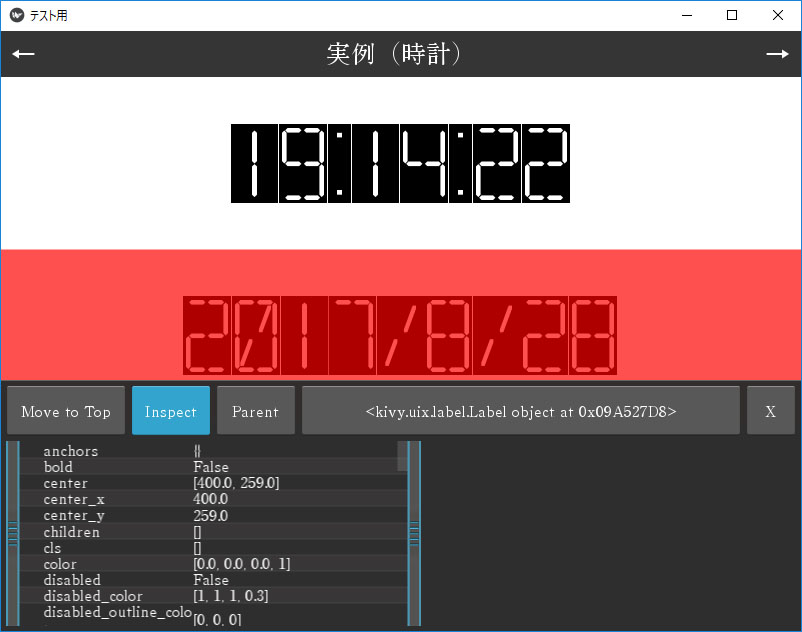 テスト用
← 実例（時計） →
19:14:22
2017/8/28
Move to Top Inspect Parent <kivy.uix.label.Label object at 0x09A527D8> X
anchors {}
bold False
center [400.0, 259.0]
center_x 400.0
center_y 259.0
children []
cls []
color [0.0, 0.0, 0.0, 1]
disabled False
disabled_color [1, 1, 1, 0.3]
disabled_outline_colo [0, 0, 0]